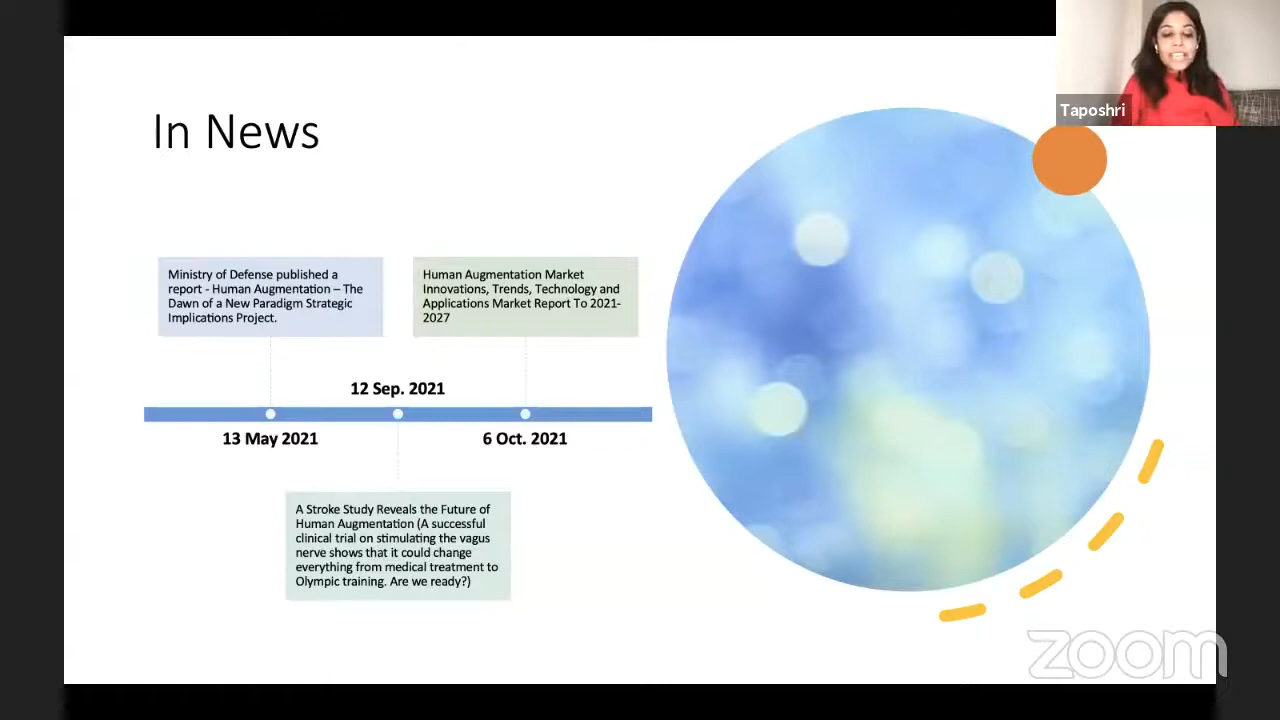 Taposhri
In News
Ministry of Defense published a
report - Human Augmentation – The
Dawn of a New Paradigm Strategic
Implications Project.
Human Augmentation Market
Innovations, Trends, Technology and
Applications Market Report To 2021-
2027
12 Sep. 2021
13 May 2021
6 Oct. 2021
A Stroke Study Reveals the Future of
Human Augmentation (A successful
clinical trial on stimulating the vagus
nerve shows that it could change
everything from medical treatment to
Olympic training. Are we ready?)
zoom